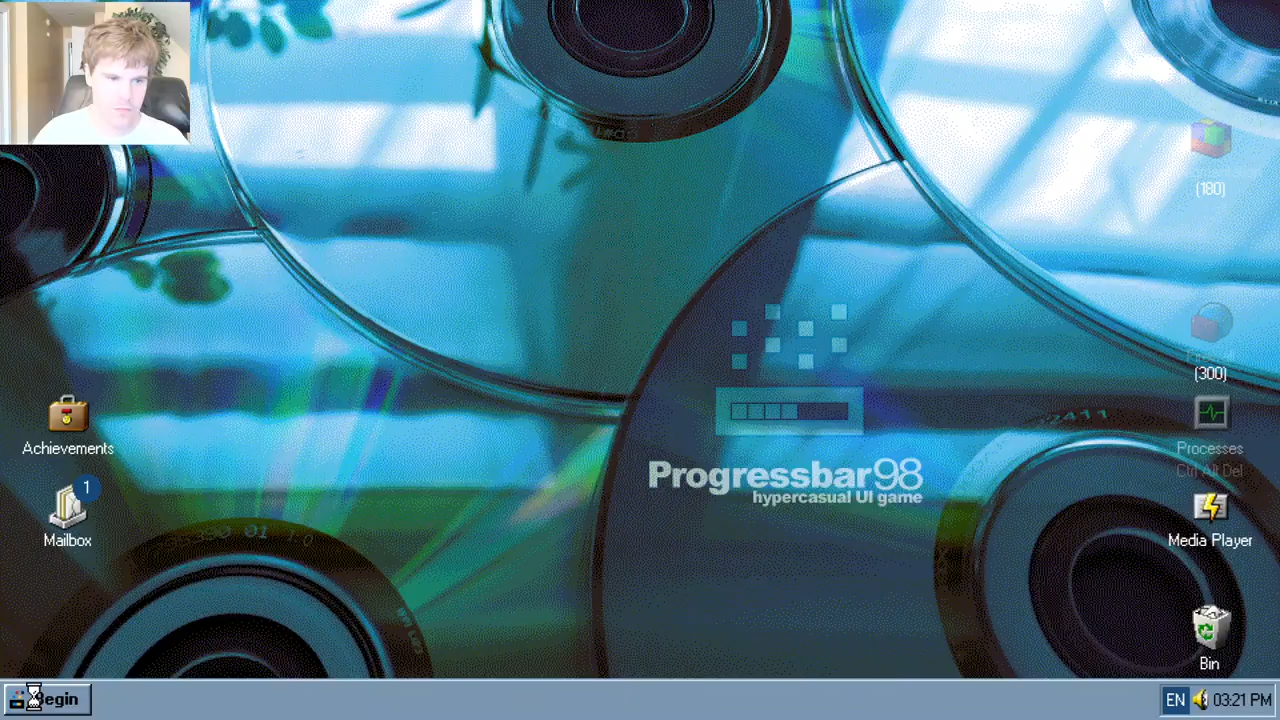 (180)
(300)
Processes
Ctrl Alt Del
Achievements
1
Mailbox
Progressbar98
hypercasual UI game
Media Player
Bin
Begin
EN
03:21 PM